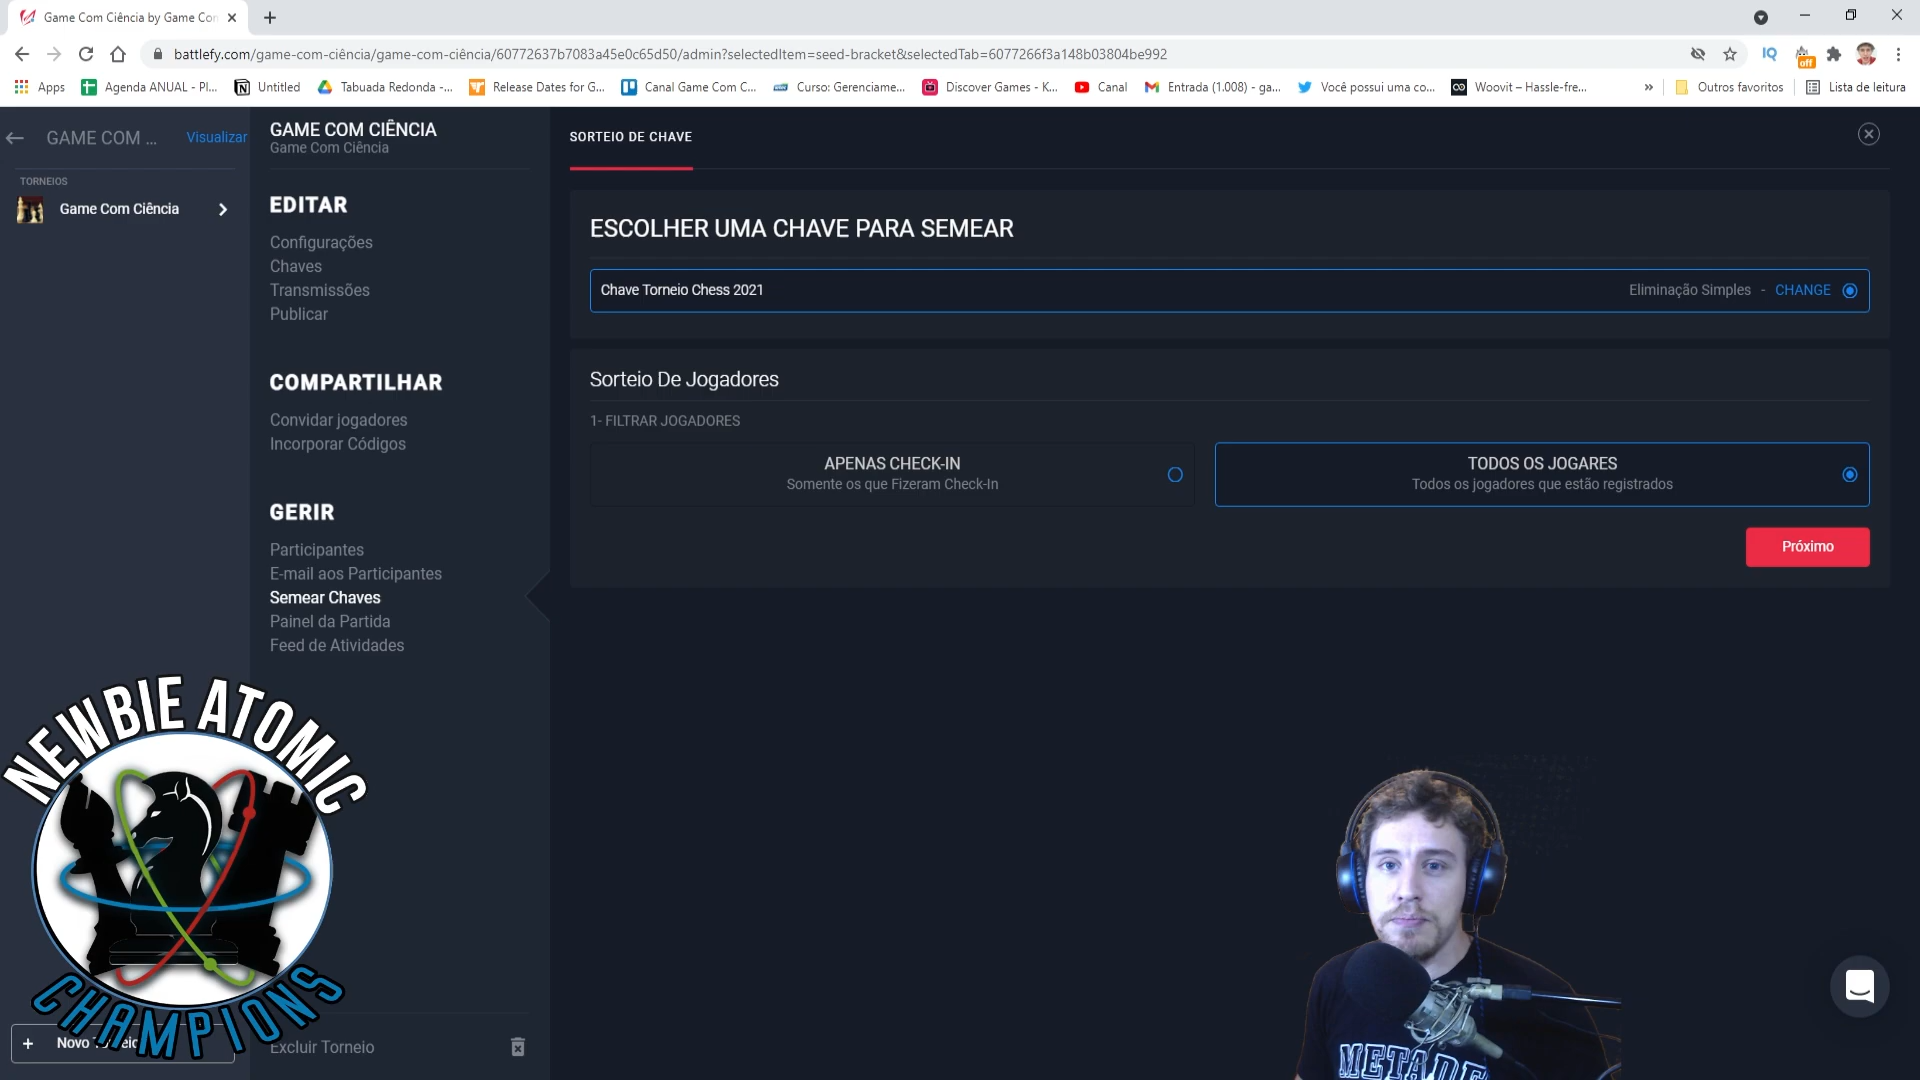 Game Com Ciência by Game Con
battlefy.com/game-com-ciência/game-com-ciência/60772637b7083a45e0c65d50/admin?selectedItem=seed-bracket&selectedTab=6077266f3a148b03804be992
IQ
off
Apps
Agenda ANUAL - Pl...
Untitled
Tabuada Redonda -...
Release Dates for G...
Canal Game Com C...
Curso: Gerenciame...
Discover Games - K...
Canal
Entrada (1.008) - ga...
Você possui uma co...
Woovit – Hassle-fre...
»
Outros favoritos
Lista de leitura
GAME COM ...
Visualizar
TORNEIOS
Game Com Ciência
GAME COM CIÊNCIA
Game Com Ciência
EDITAR
Configurações
Chaves
Transmissões
Publicar
COMPARTILHAR
Convidar jogadores
Incorporar Códigos
GERIR
Participantes
E-mail aos Participantes
Semear Chaves
Painel da Partida
Feed de Atividades
SORTEIO DE CHAVE
ESCOLHER UMA CHAVE PARA SEMEAR
Chave Torneio Chess 2021
Eliminação Simples - CHANGE
Sorteio De Jogadores
1- FILTRAR JOGADORES
APENAS CHECK-IN
Somente os que Fizeram Check-In
TODOS OS JOGARES
Todos os jogadores que estão registrados
Próximo
NEWBIE ATOMIC
CHAMPIONS
+ Novo
Excluir Torneio